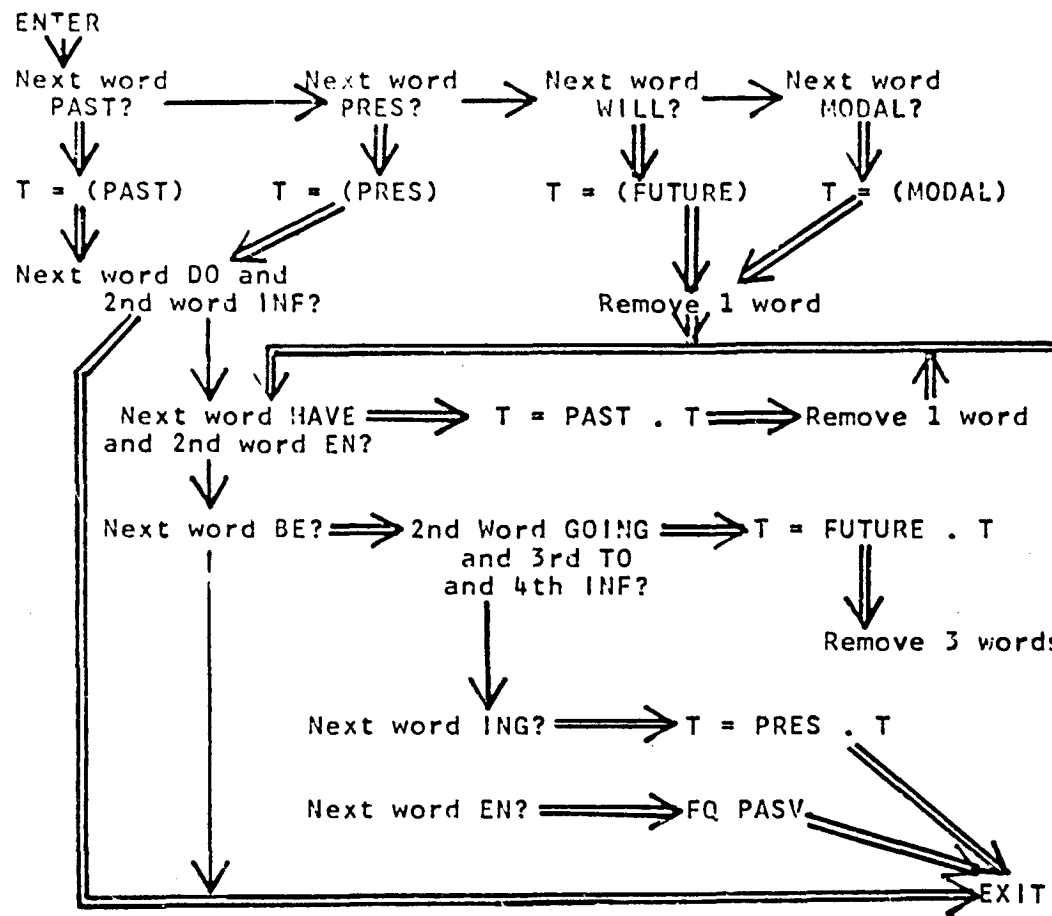 ENTER
Next word
PAST?
Next word
PRES?
Next word
WILL?
Next word
MODAL?
T = (PAST)
T = (PRES)
T = (FUTURE)
T = (MODAL)
Next word DO and
2nd word INF?
Remove 1 word
Next word HAVE
and 2nd word EN?
T = PAST . T
Remove 1 word
Next word BE?
2nd Word GOING
and 3rd TO
and 4th INF?
T = FUTURE . T
Remove 3 words
Next word ING?
T = PRES . T
Next word EN?
FQ PASV
EXIT